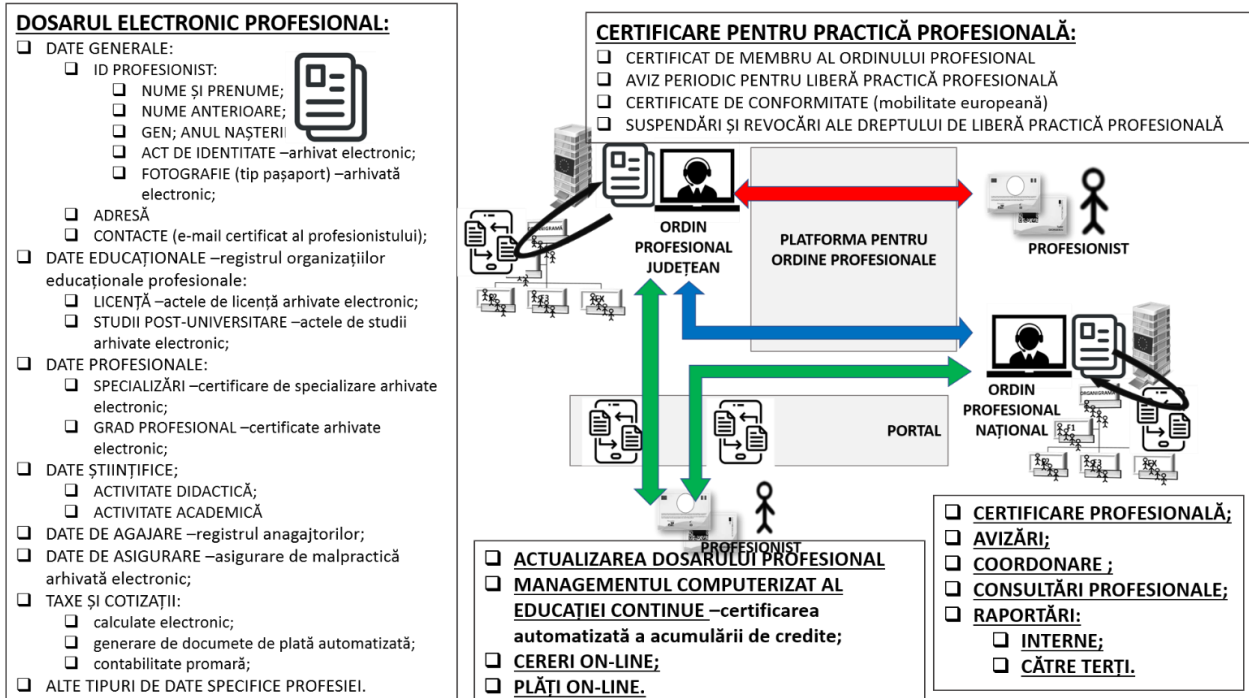 DOSARUL ELECTRONIC PROFESIONAL:
DATE GENERALE:
ID PROFESIONIST:
NUME ȘI PRENUME;
NUME ANTERIOARE;
GEN; ANUL NAȘTERII
ACT DE IDENTITATE –arhivat electronic;
FOTOGRAFIE (tip pașaport) –arhivată
electronic;
ADRESĂ
CONTACTE (e-mail certificat al profesionistului);
DATE EDUCAȚIONALE –registrul organizațiilor
educaționale profesionale:
LICENȚĂ –actele de licență arhivate electronic;
STUDII POST-UNIVERSITARE –actele de studii
arhivate electronic;
DATE PROFESIONALE:
SPECIALIZĂRI –certificare de specializare arhivate
electronic;
GRAD PROFESIONAL –certificate arhivate
electronic;
DATE ȘTIINȚIFICE;
ACTIVITATE DIDACTICĂ;
ACTIVITATE ACADEMICĂ
DATE DE AGAJARE –registrul anagajtorilor;
DATE DE ASIGURARE –asigurare de malpractică
arhivată electronic;
TAXE ȘI COTIZAȚII:
calculate electronic;
generare de documete de plată automatizată;
contabilitate promară;
ALTE TIPURI DE DATE SPECIFICE PROFESIEI.
CERTIFICARE PENTRU PRACTICĂ PROFESIONALĂ:
CERTIFICAT DE MEMBRU AL ORDINULUI PROFESIONAL
AVIZ PERIODIC PENTRU LIBERĂ PRACTICĂ PROFESIONALĂ
CERTIFICATE DE CONFORMITATE (mobilitate europeană)
SUSPENDĂRI ȘI REVOCĂRI ALE DREPTULUI DE LIBERĂ PRACTICĂ PROFESIONALĂ
ORDIN
PROFESIONAL
JUDEȚEAN
PLATFORMA PENTRU
ORDINE PROFESIONALE
PROFESIONIST
ORDIN
PROFESIONAL
NAȚIONAL
ORGANIGRAMĂ
F1
F3
PORTAL
PROFESIONIST
ACTUALIZAREA DOSARULUI PROFESIONAL
MANAGEMENTUL COMPUTERIZAT AL
EDUCAȚIEI CONTINUE –certificarea
automatizată a acumulării de credite;
CERERI ON-LINE;
PLĂȚI ON-LINE.
CERTIFICARE PROFESIONALĂ;
AVIZĂRI;
COORDONARE ;
CONSULTĂRI PROFESIONALE;
RAPORTĂRI:
INTERNE;
CĂTRE TERȚI.